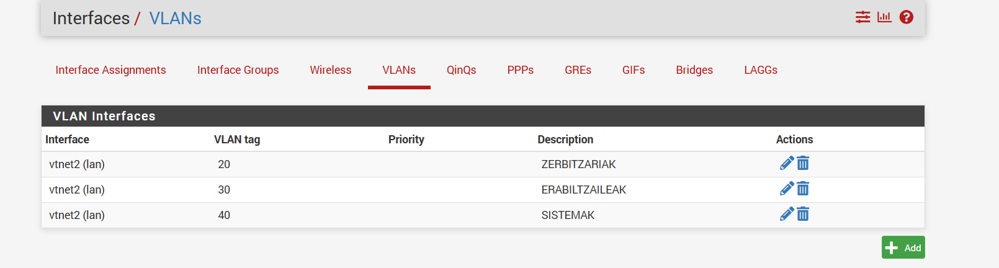 Interfaces / VLANs
Interface Assignments Interface Groups Wireless VLANs QinQs PPPs GREs GIFs Bridges LAGGs
VLAN Interfaces
Interface VLAN tag Priority Description Actions
vtnet2 (lan) 20 ZERBITZARIAK
vtnet2 (lan) 30 ERABILTZAILEAK
vtnet2 (lan) 40 SISTEMAK
Add